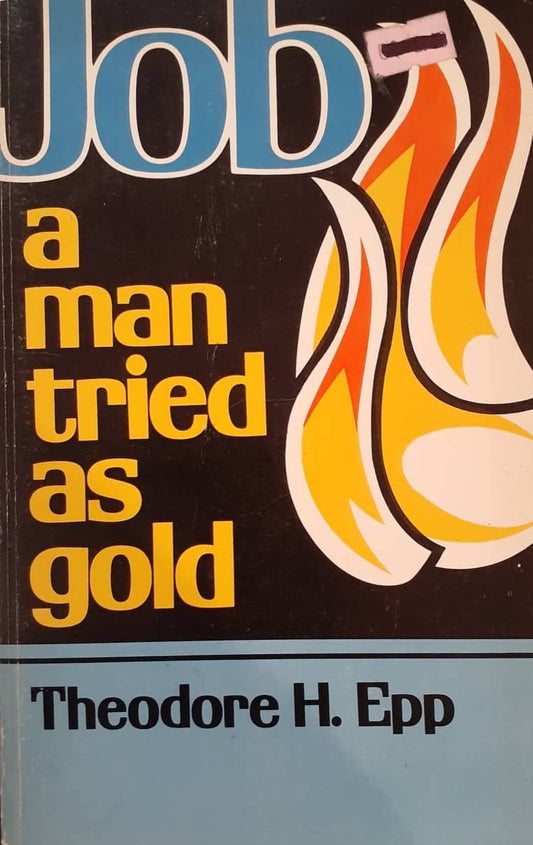 Job
a
man
tried
as
gold
Theodore H. Epp